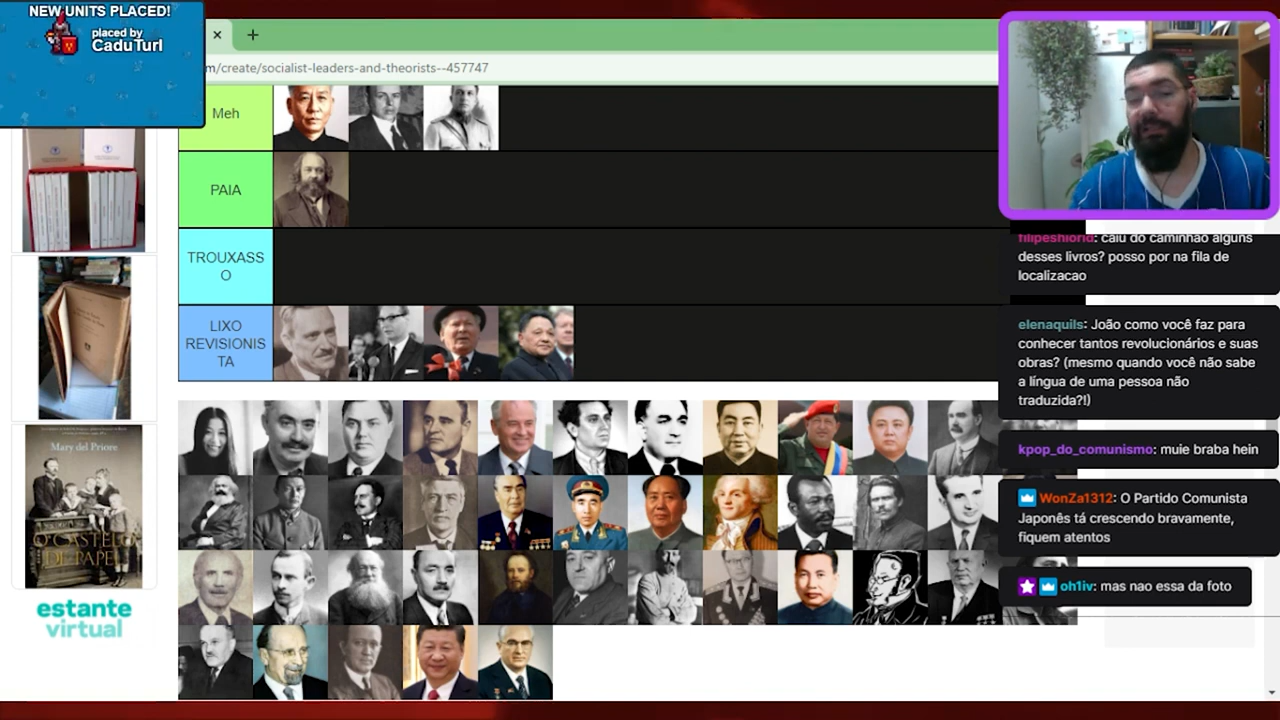 NEW UNITS PLACED!
placed by
CaduTurl
m/create/socialist-leaders-and-theorists--457747
Meh
PAIA
TROUXASS
O
LIXO
REVISIONIS
TA
Mary del Priore
O CASTELO
DE PAPEL
estante
virtual
filipeshiorid: caiu do caminhão alguns
desses livros? posso por na fila de
localizacao
elenaquils: João como você faz para
conhecer tantos revolucionários e suas
obras? (mesmo quando você não sabe
a língua de uma pessoa não
traduzida?!)
kpop_do_comunismo: muie braba hein
WonZa1312: O Partido Comunista
Japonês tá crescendo bravamente,
fiquem atentos
oh1iv: mas nao essa da foto